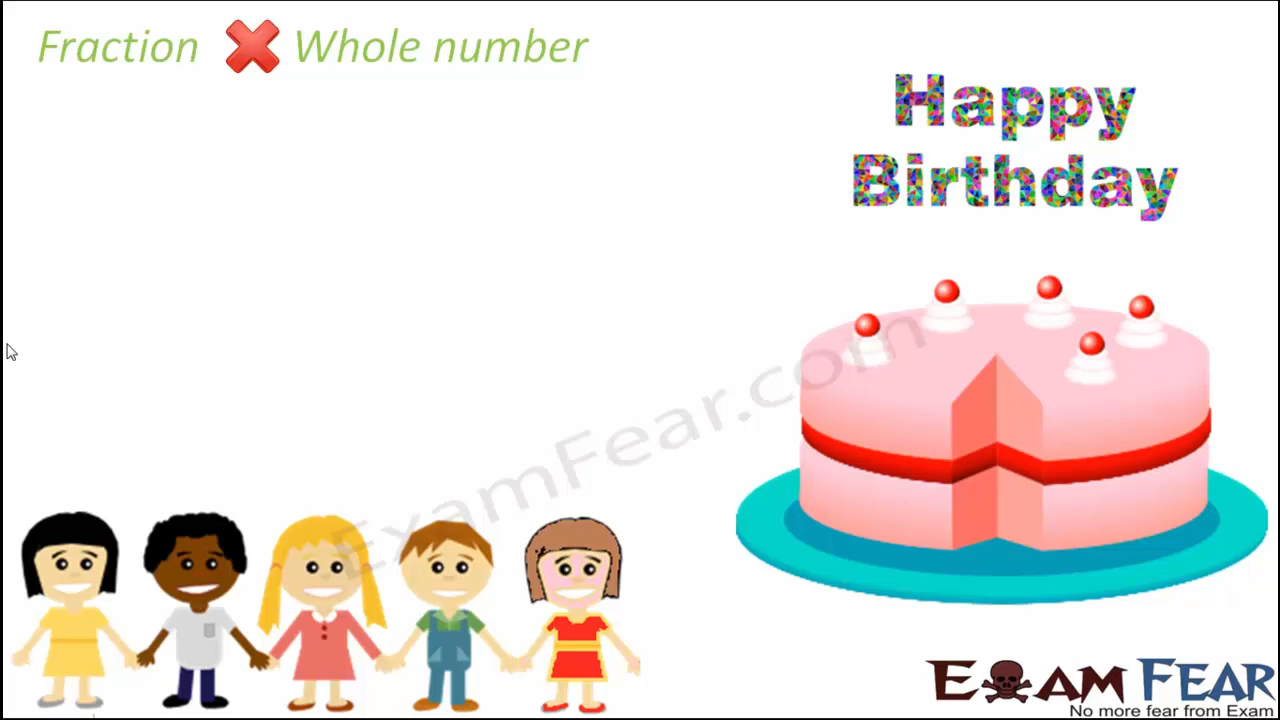 Fraction ✖ Whole number
Happy
Birthday
ExamFear.com
EXAM FEAR
No more fear from Exam